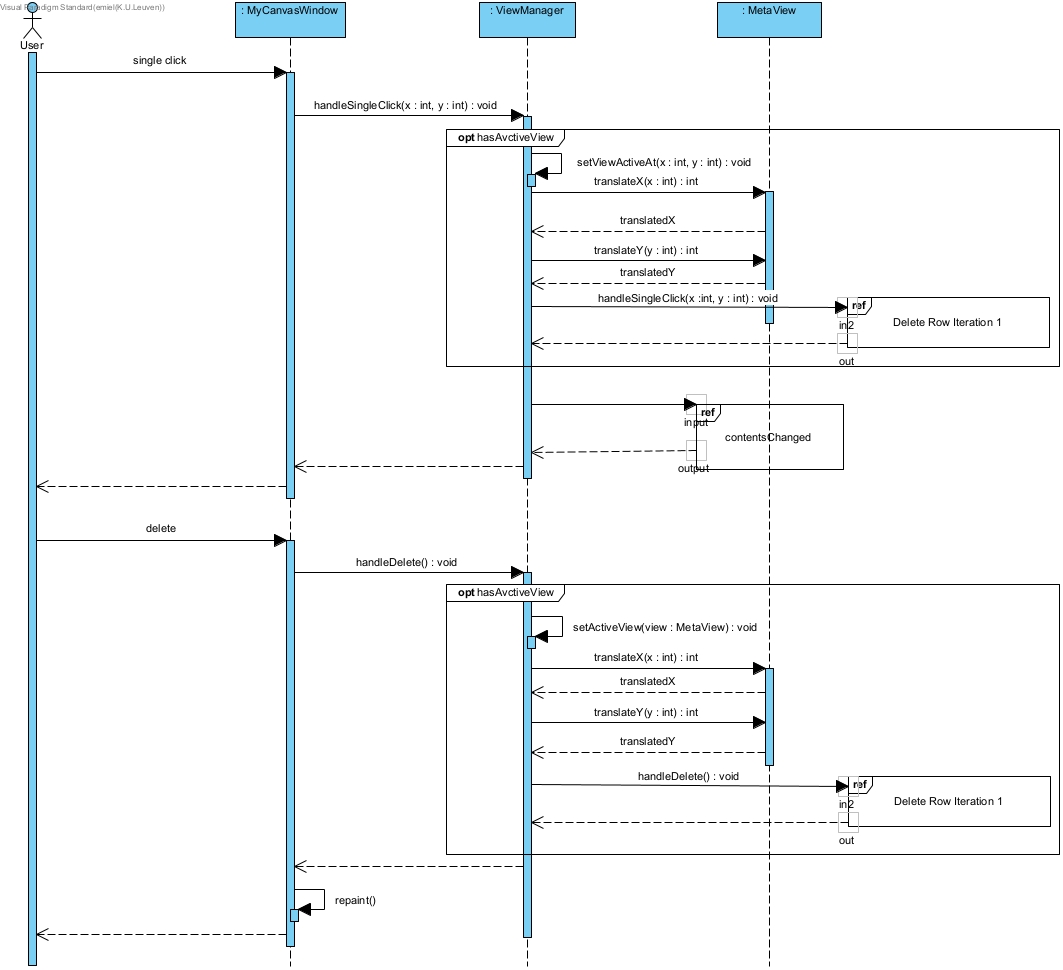 Visual Paradigm Standard(emiel(K.U.Leuven))
: MyCanvasWindow
: ViewManager
: MetaView
User
single click
handleSingleClick(x : int, y : int) : void
opt hasAvctiveView
setViewActiveAt(x : int, y : int) : void
translateX(x : int) : int
translatedX
translateY(y : int) : int
translatedY
handleSingleClick(x :int, y : int) : void
ref
in2
Delete Row Iteration 1
out
ref
input
contentsChanged
output
delete
handleDelete() : void
opt hasAvctiveView
setActiveView(view : MetaView) : void
translateX(x : int) : int
translatedX
translateY(y : int) : int
translatedY
handleDelete() : void
ref
in2
Delete Row Iteration 1
out
repaint()